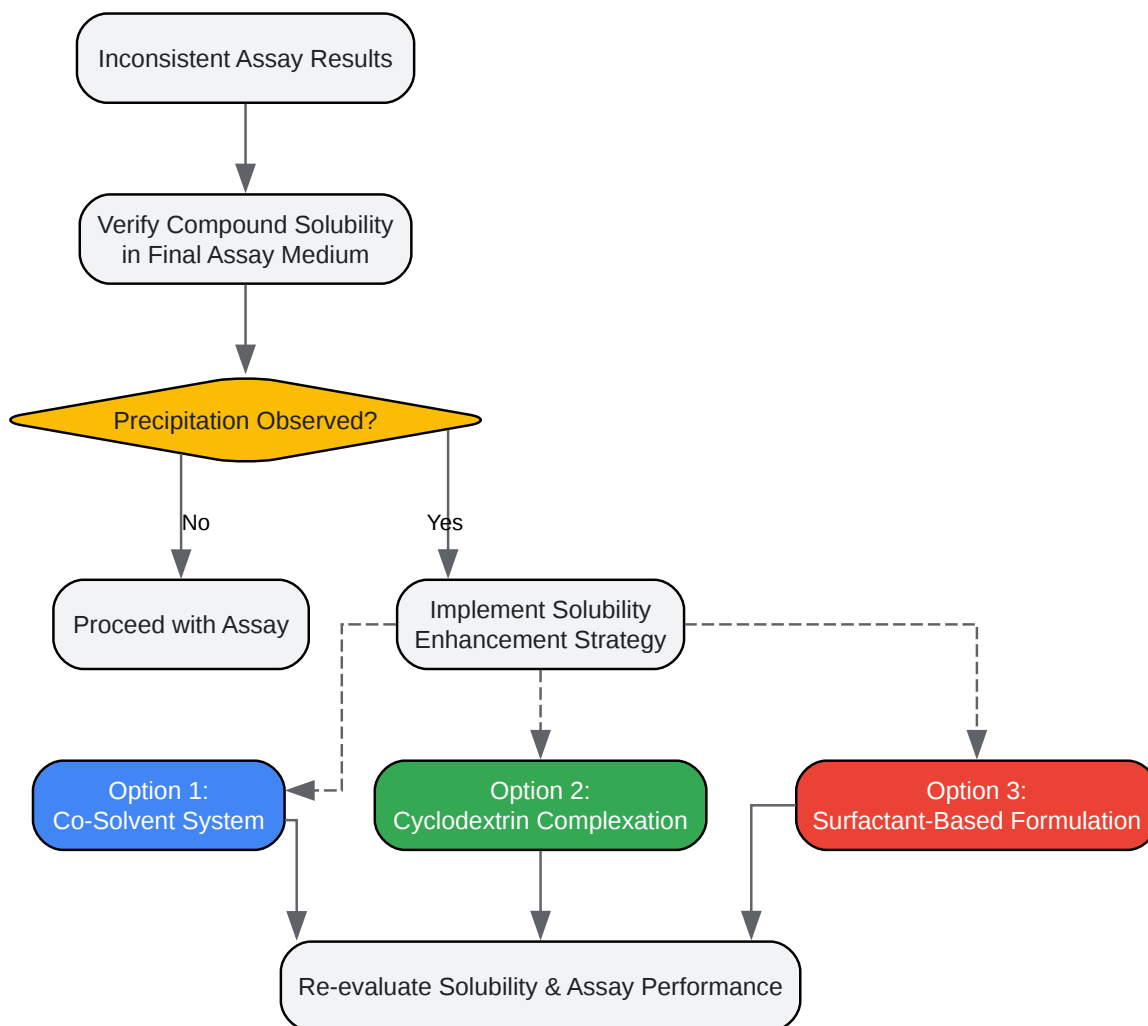 Inconsistent Assay Results
Verify Compound Solubility
in Final Assay Medium
Precipitation Observed?
No
Yes
Proceed with Assay
Implement Solubility
Enhancement Strategy
Option 1:
Co-Solvent System
Option 2:
Cyclodextrin Complexation
Option 3:
Surfactant-Based Formulation
Re-evaluate Solubility & Assay Performance